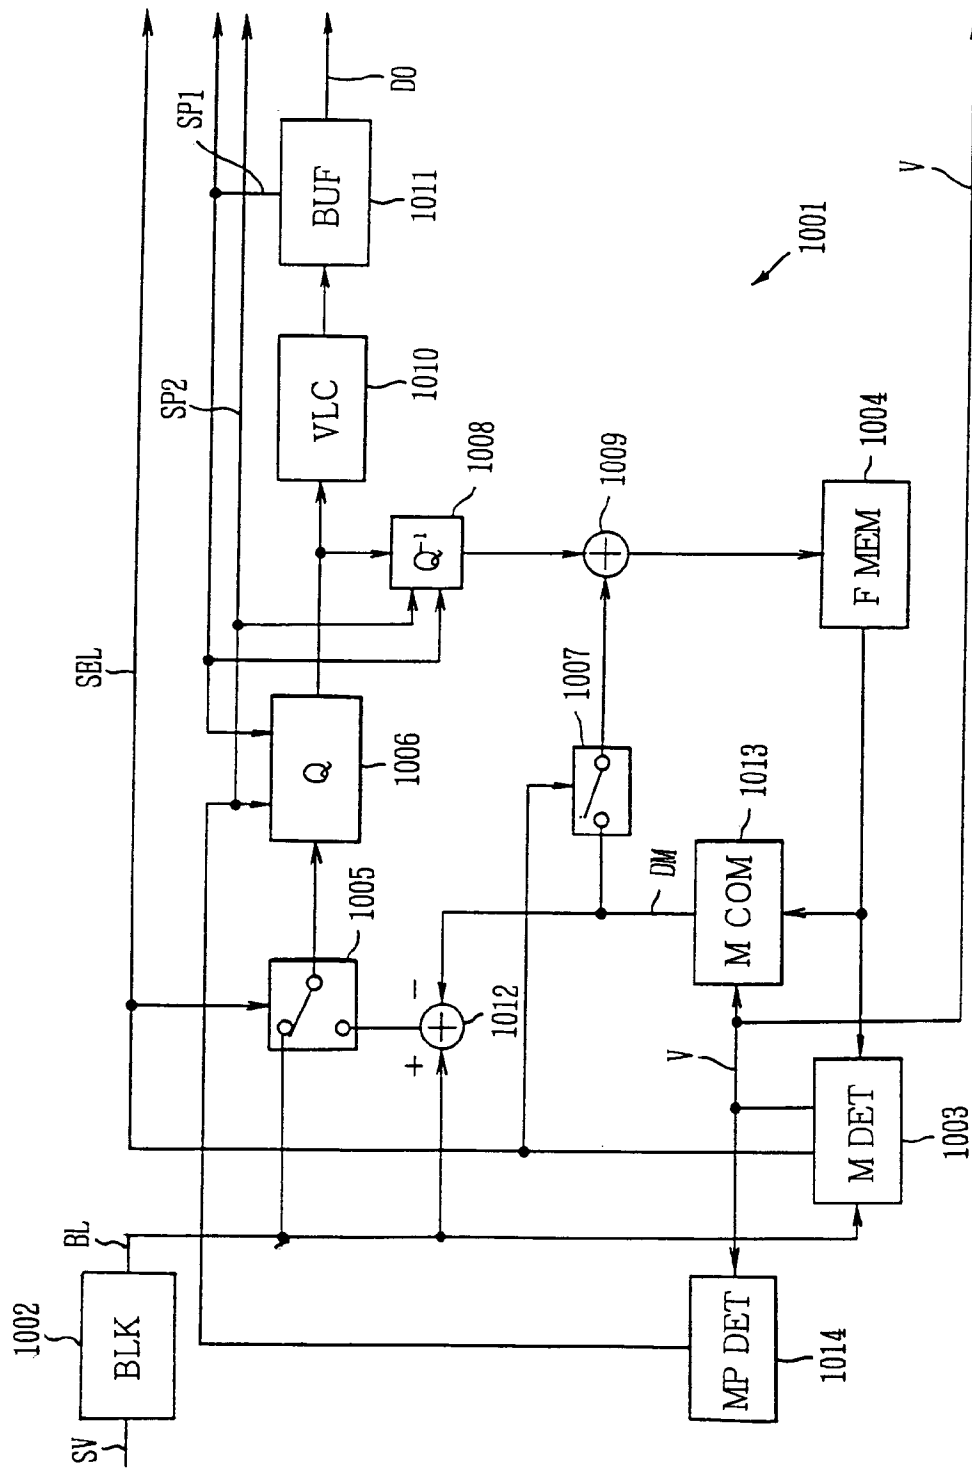 SEL
SP1
SP2
DO
BUF
1011
VLC
1010
V
1001
Q⁻¹
1008
1009
F MEM
1004
Q
1006
1007
1005
M COM
1013
DM
+
−
+
1012
+
V
M DET
1003
BL
1002
BLK
SV
MP DET
1014